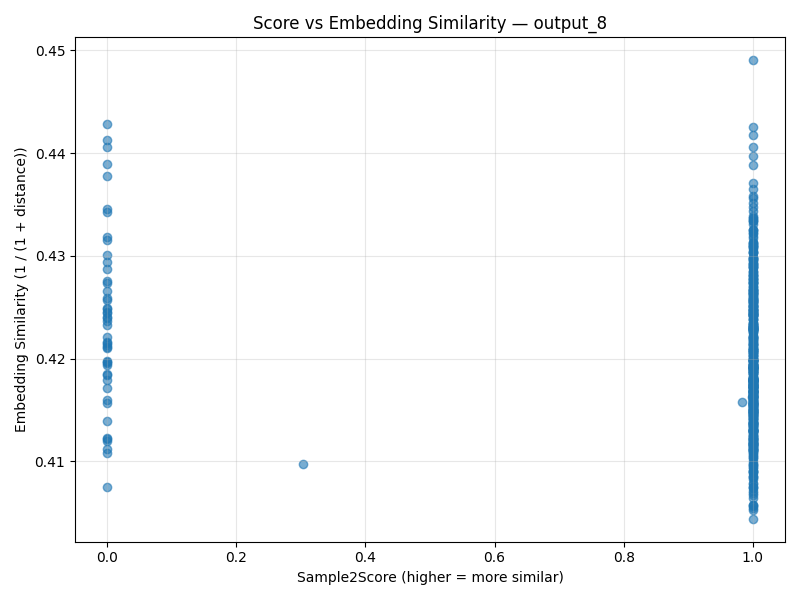 Score vs Embedding Similarity — output_8
Embedding Similarity (1 / (1 + distance))
0.45
0.44
0.43
0.42
0.41
0.0 0.2 0.4 0.6 0.8 1.0
Sample2Score (higher = more similar)